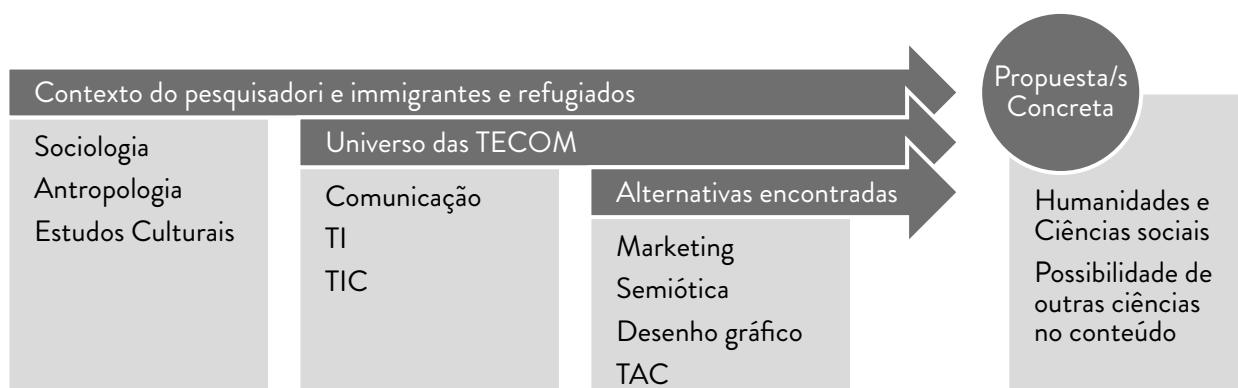 Contexto do pesquisadori e immigrantes e refugiados
Sociologia
Antropologia
Estudos Culturais
Universo das TECOM
Comunicação
TI
TIC
Alternativas encontradas
Marketing
Semiótica
Desenho gráfico
TAC
Propuesta/s
Concreta
Humanidades e
Ciências sociais
Possibilidade de
outras ciências
no conteúdo